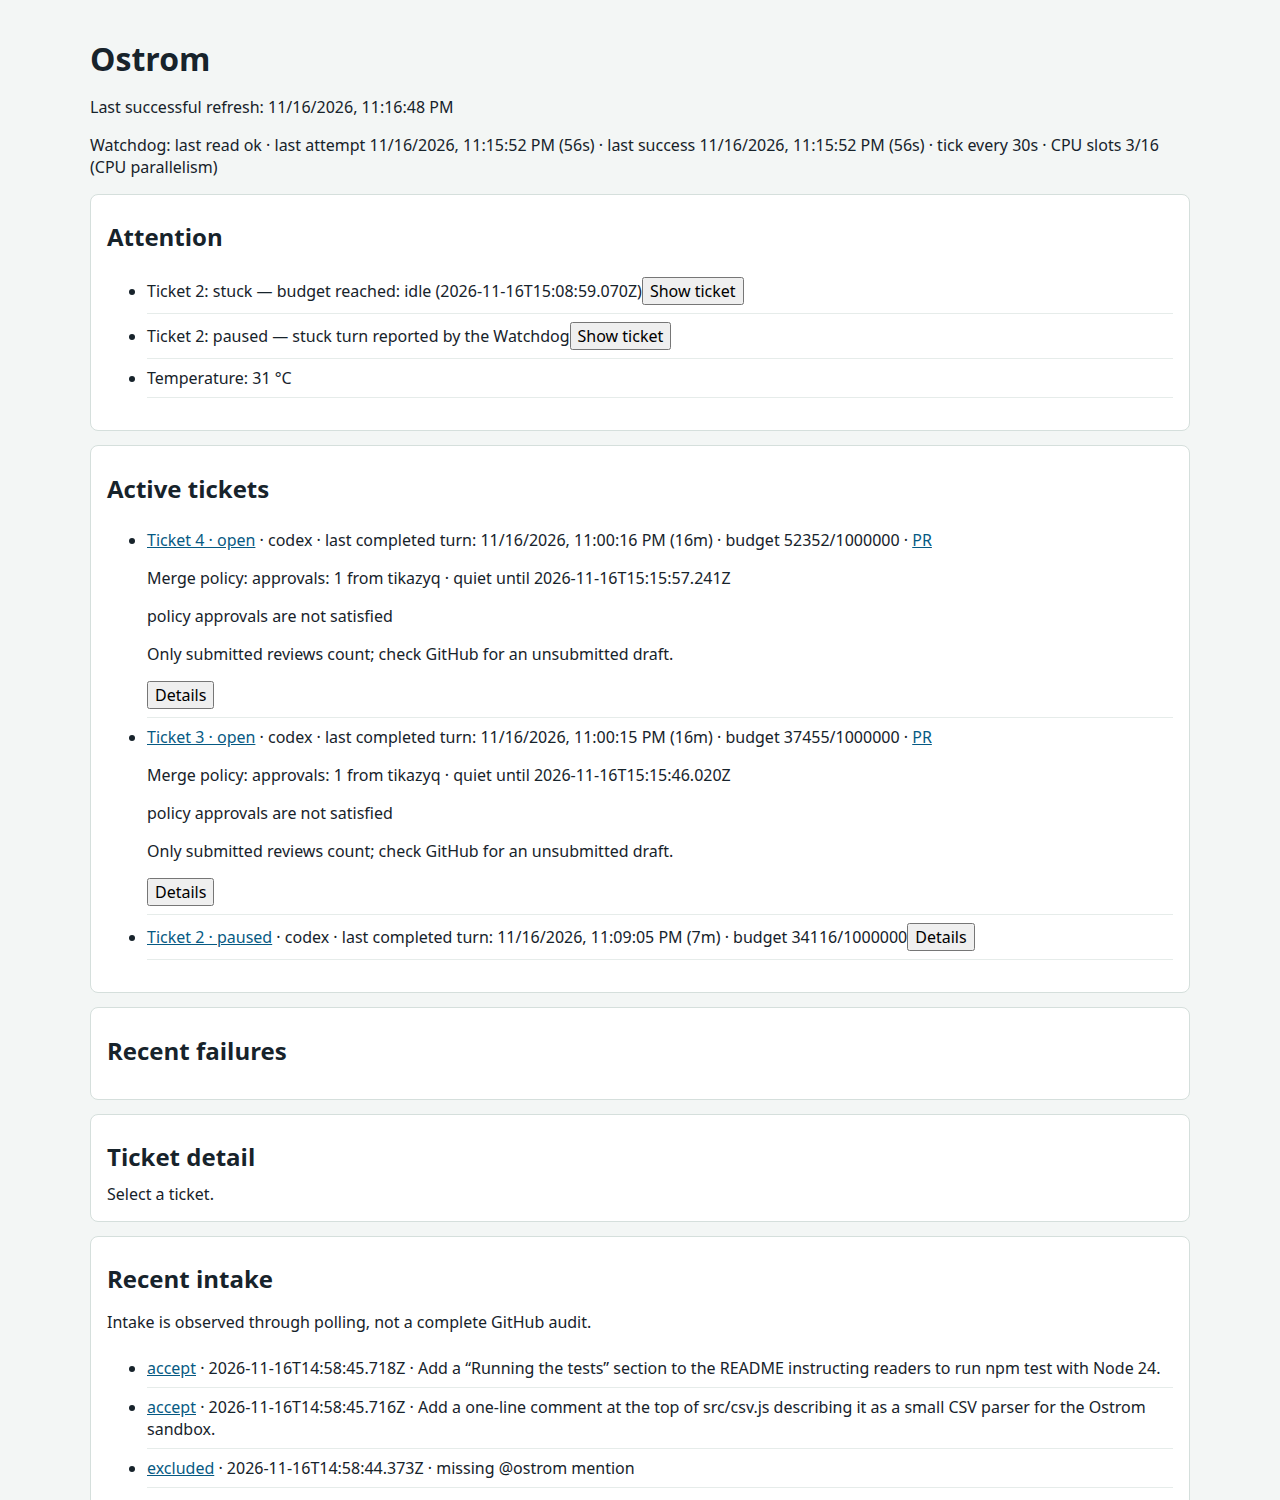 Ostrom
Last successful refresh: 11/16/2026, 11:16:48 PM
Watchdog: last read ok · last attempt 11/16/2026, 11:15:52 PM (56s) · last success 11/16/2026, 11:15:52 PM (56s) · tick every 30s · CPU slots 3/16
(CPU parallelism)
Attention
Ticket 2: stuck — budget reached: idle (2026-11-16T15:08:59.070Z) Show ticket
Ticket 2: paused — stuck turn reported by the Watchdog Show ticket
Temperature: 31 °C
Active tickets
Ticket 4 · open · codex · last completed turn: 11/16/2026, 11:00:16 PM (16m) · budget 52352/1000000 · PR
Merge policy: approvals: 1 from tikazyq · quiet until 2026-11-16T15:15:57.241Z
policy approvals are not satisfied
Only submitted reviews count; check GitHub for an unsubmitted draft.
Details
Ticket 3 · open · codex · last completed turn: 11/16/2026, 11:00:15 PM (16m) · budget 37455/1000000 · PR
Merge policy: approvals: 1 from tikazyq · quiet until 2026-11-16T15:15:46.020Z
policy approvals are not satisfied
Only submitted reviews count; check GitHub for an unsubmitted draft.
Details
Ticket 2 · paused · codex · last completed turn: 11/16/2026, 11:09:05 PM (7m) · budget 34116/1000000 Details
Recent failures
Ticket detail
Select a ticket.
Recent intake
Intake is observed through polling, not a complete GitHub audit.
accept · 2026-11-16T14:58:45.718Z · Add a “Running the tests” section to the README instructing readers to run npm test with Node 24.
accept · 2026-11-16T14:58:45.716Z · Add a one-line comment at the top of src/csv.js describing it as a small CSV parser for the Ostrom
sandbox.
excluded · 2026-11-16T14:58:44.373Z · missing @ostrom mention